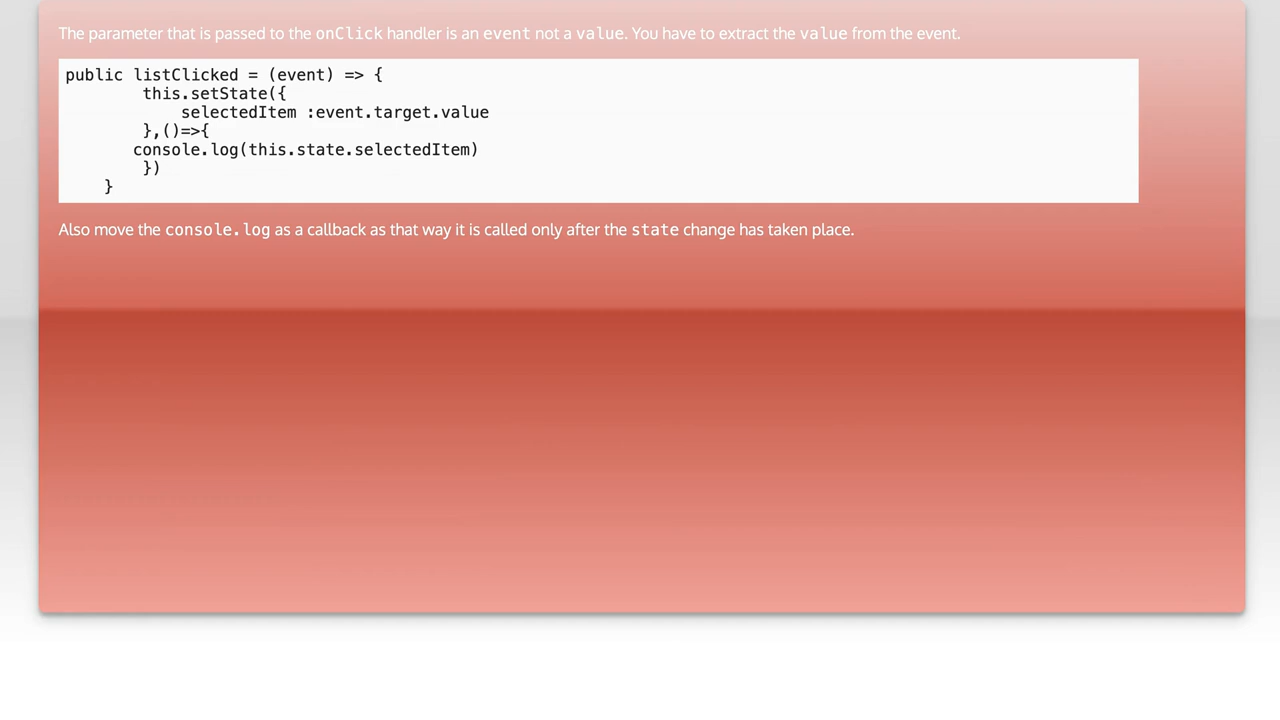 The parameter that is passed to the onClick handler is an event not a value. You have to extract the value from the event.
public listClicked = (event) => {
        this.setState({
            selectedItem :event.target.value
        },()=>{
       console.log(this.state.selectedItem)
        })
    }
Also move the console.log as a callback as that way it is called only after the state change has taken place.